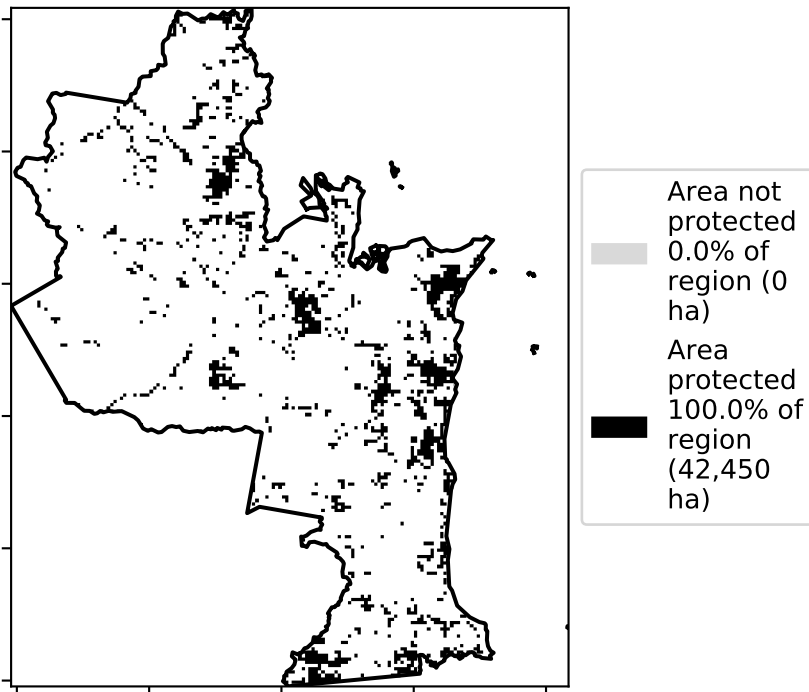 Area not
protected
0.0% of
region (0
ha)
Area
protected
100.0% of
region
(42,450
ha)